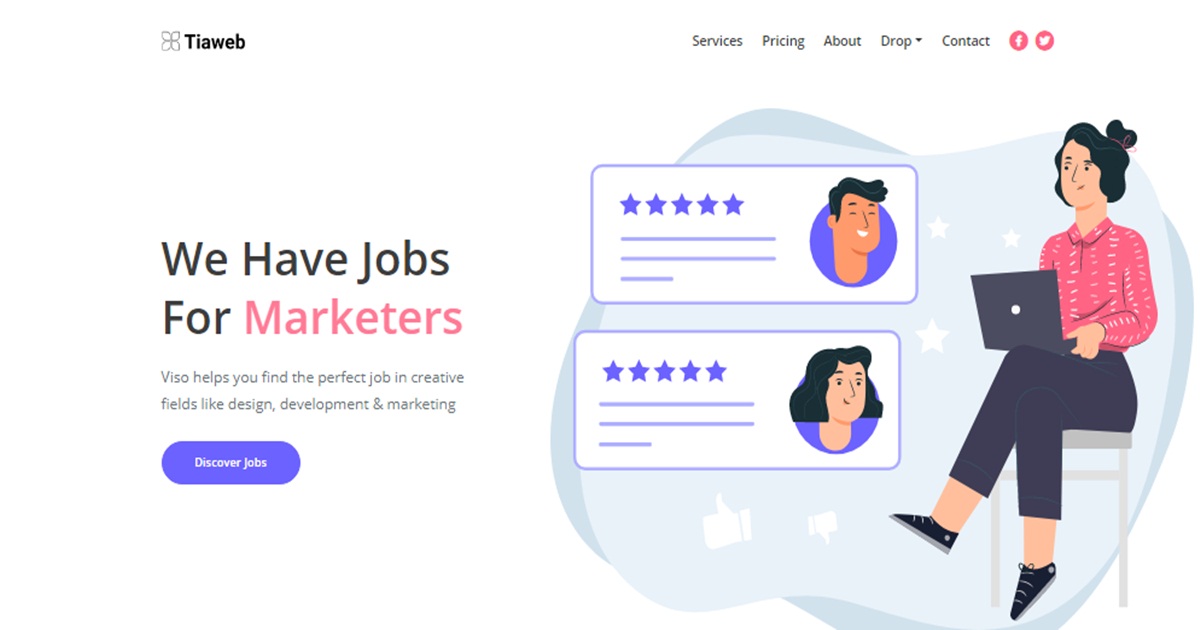 Tiaweb
Services Pricing About Drop Contact
We Have Jobs
For Marketers
Viso helps you find the perfect job in creative
fields like design, development & marketing
Discover Jobs